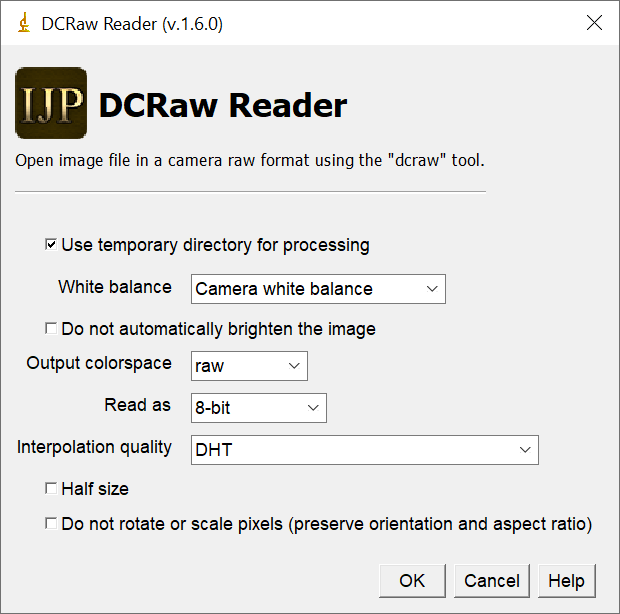 DCRaw Reader (v.1.6.0)
IJP DCRaw Reader
Open image file in a camera raw format using the "dcraw" tool.
Use temporary directory for processing
White balance Camera white balance
Do not automatically brighten the image
Output colorspace raw
Read as 8-bit
Interpolation quality DHT
Half size
Do not rotate or scale pixels (preserve orientation and aspect ratio)
OK Cancel Help